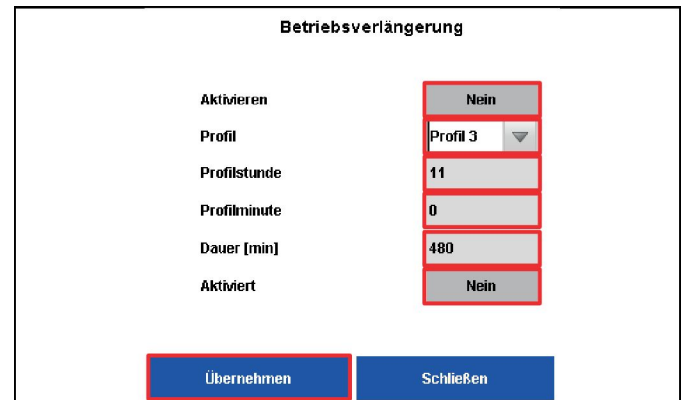 Betriebsverlängerung
Aktivieren Nein
Profil Profil 3
Profilstunde 11
Profilminute 0
Dauer [min] 480
Aktiviert Nein
Übernehmen Schließen